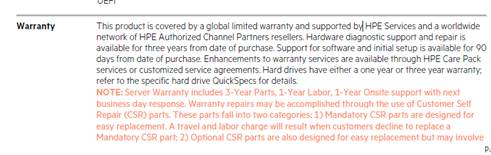 UEFI
Warranty
This product is covered by a global limited warranty and supported by HPE Services and a worldwide
network of HPE Authorized Channel Partners resellers. Hardware diagnostic support and repair is
available for three years from date of purchase. Support for software and initial setup is available for 90
days from date of purchase. Enhancements to warranty services are available through HPE Care Pack
services or customized service agreements. Hard drives have either a one year or three year warranty;
refer to the specific hard drive QuickSpecs for details.
NOTE: Server Warranty includes 3-Year Parts, 1-Year Labor, 1-Year Onsite support with next
business day response. Warranty repairs may be accomplished through the use of Customer Self
Repair (CSR) parts. These parts fall into two categories: 1) Mandatory CSR parts are designed for
easy replacement. A travel and labor charge will result when customers decline to replace a
Mandatory CSR part; 2) Optional CSR parts are also designed for easy replacement but may involve